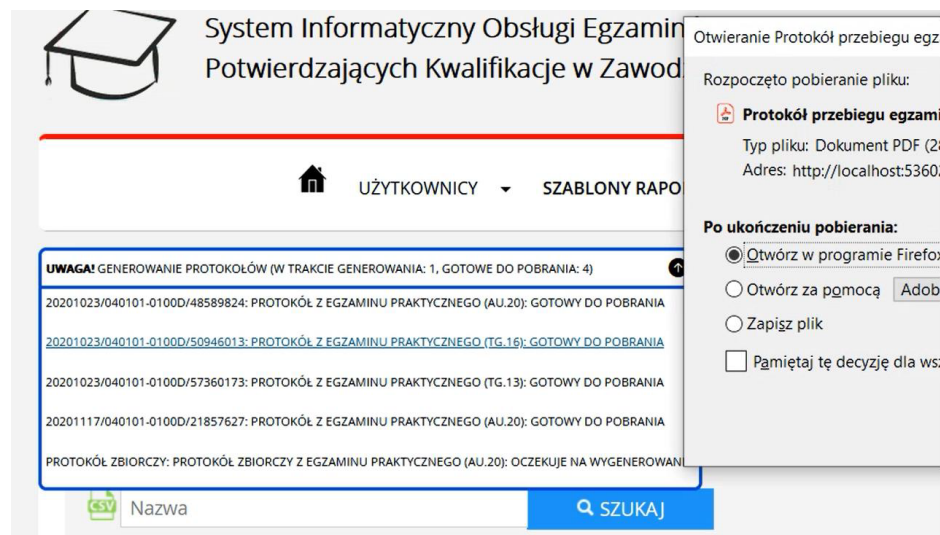 System Informatyczny Obsługi Egzamin
Potwierdzających Kwalifikacje w Zawod
UŻYTKOWNICY
SZABLONY RAPO
UWAGA! GENEROWANIE PROTOKOŁÓW (W TRAKCIE GENEROWANIA: 1, GOTOWE DO POBRANIA: 4)
20201023/040101-0100D/48589824: PROTOKÓŁ Z EGZAMINU PRAKTYCZNEGO (AU.20): GOTOWY DO POBRANIA
20201023/040101-0100D/50946013: PROTOKÓŁ Z EGZAMINU PRAKTYCZNEGO (TG.16): GOTOWY DO POBRANIA
20201023/040101-0100D/57360173: PROTOKÓŁ Z EGZAMINU PRAKTYCZNEGO (TG.13): GOTOWY DO POBRANIA
20201117/040101-0100D/21857627: PROTOKÓŁ Z EGZAMINU PRAKTYCZNEGO (AU.20): GOTOWY DO POBRANIA
PROTOKÓŁ ZBIORCZY: PROTOKÓŁ ZBIORCZY Z EGZAMINU PRAKTYCZNEGO (AU.20): OCZEKUJE NA WYGENEROWANI
CSV
Nazwa
SZUKAJ
Otwieranie Protokół przebiegu egza
Rozpoczęto pobieranie pliku:
Protokół przebiegu egzami
Typ pliku: Dokument PDF (28
Adres: http://localhost:53602
Po ukończeniu pobierania:
Otwórz w programie Firefox
Otwórz za pomocą Adob
Zapisz plik
Pamiętaj tę decyzję dla wsz